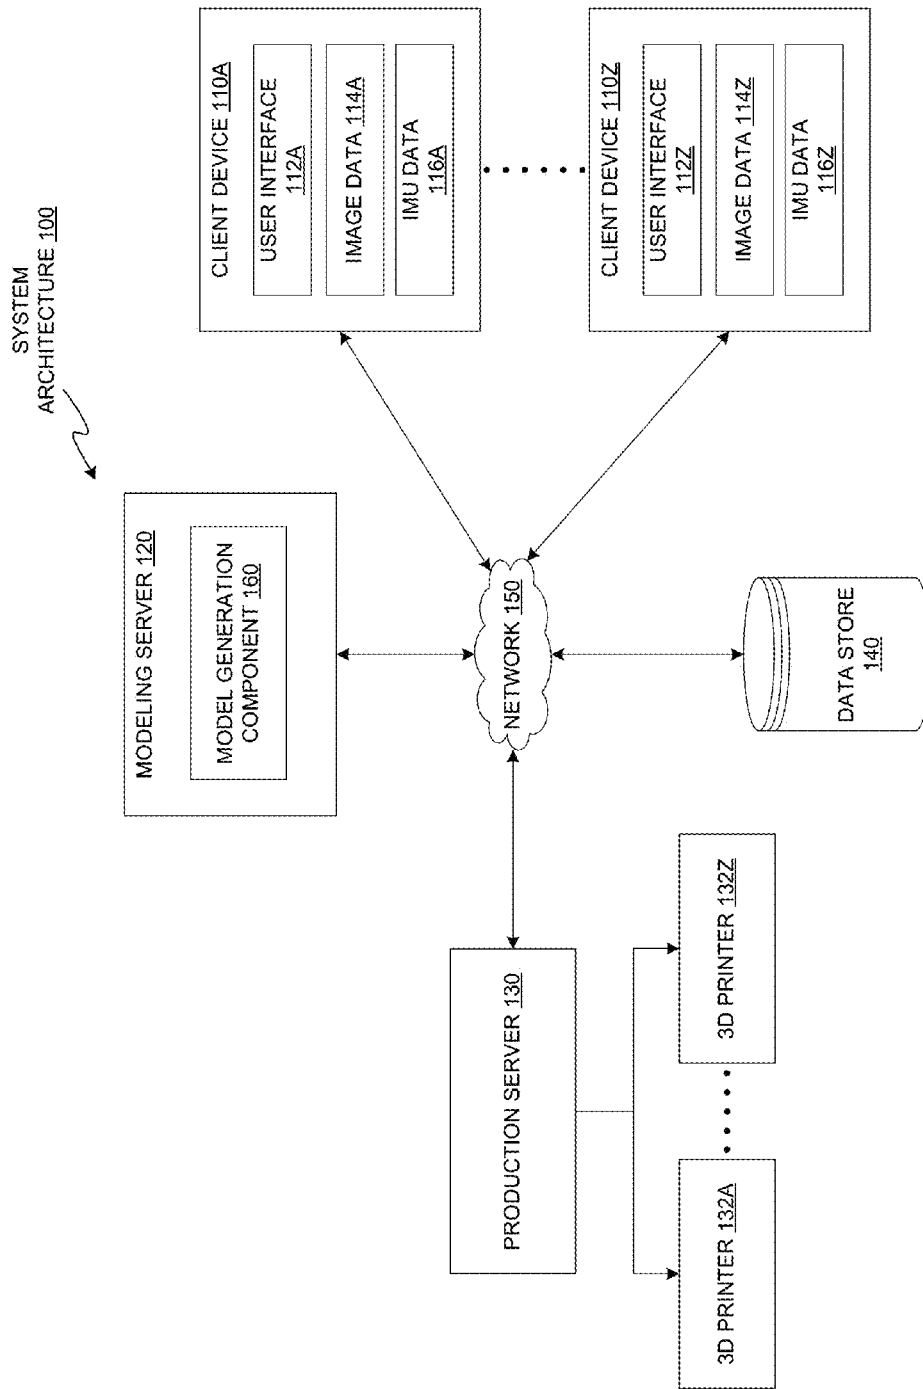 SYSTEM
ARCHITECTURE 100
MODELING SERVER 120
MODEL GENERATION
COMPONENT 160
CLIENT DEVICE 110A
USER INTERFACE
112A
IMAGE DATA 114A
IMU DATA
116A
CLIENT DEVICE 110Z
USER INTERFACE
112Z
IMAGE DATA 114Z
IMU DATA
116Z
NETWORK 150
PRODUCTION SERVER 130
3D PRINTER 132A
3D PRINTER 132Z
DATA STORE
140